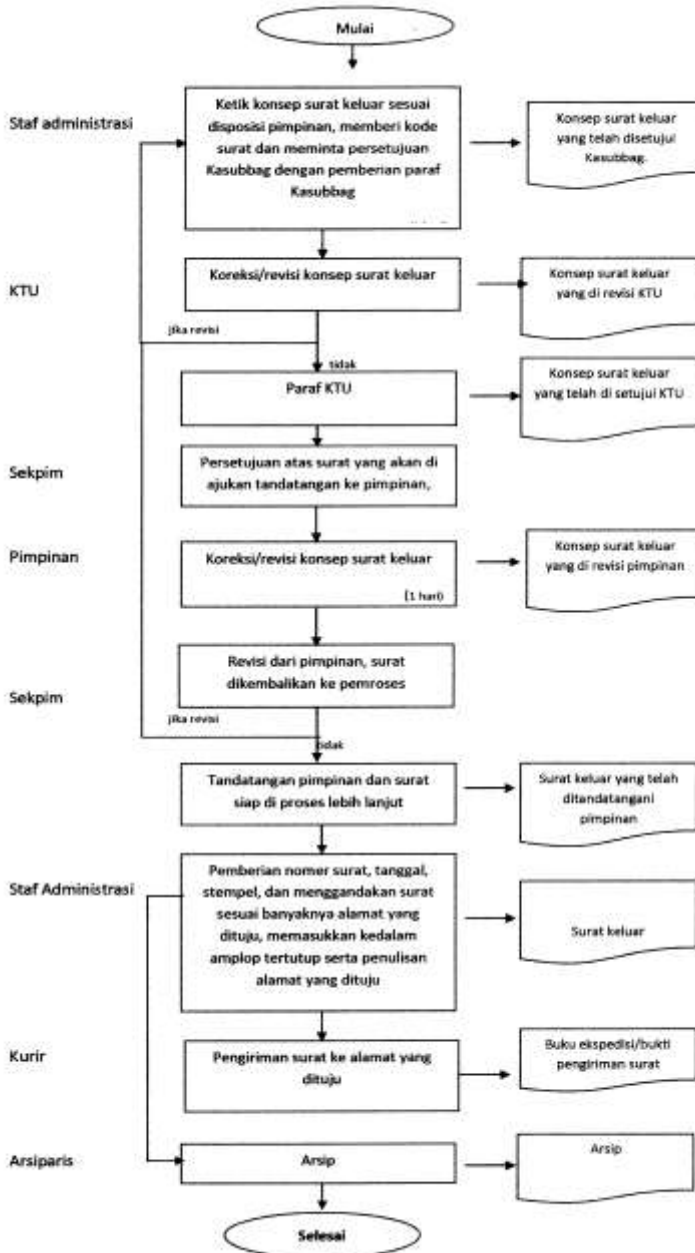 Mulai
Staf administrasi
Ketik konsep surat keluar sesuai
disposisi pimpinan, memberi kode
surat dan meminta persetujuan
Kasubbag dengan pemberian paraf
Kasubbag
Konsep surat keluar
yang telah disetujui
Kasubbag.
KTU
Koreksi/revisi konsep surat keluar
Konsep surat keluar
yang di revisi KTU
jika revisi
tidak
Paraf KTU
Konsep surat keluar
yang telah di setujui KTU
Sekpim
Persetujuan atas surat yang akan di
ajukan tandatangan ke pimpinan,
Pimpinan
Koreksi/revisi konsep surat keluar
(1 hari)
Konsep surat keluar
yang di revisi pimpinan
Sekpim
Revisi dari pimpinan, surat
dikembalikan ke pemroses
jika revisi
tidak
Tandatangan pimpinan dan surat
siap di proses lebih lanjut
Surat keluar yang telah
ditandatangani
pimpinan
Staf Administrasi
Pemberian nomer surat, tanggal,
stempel, dan menggandakan surat
sesuai banyaknya alamat yang
dituju, memasukkan kedalam
amplop tertutup serta penulisan
alamat yang dituju
Surat keluar
Kurir
Pengiriman surat ke alamat yang
dituju
Buku ekspedisi/bukti
pengiriman surat
Arsiparis
Arsip
Arsip
Selesai